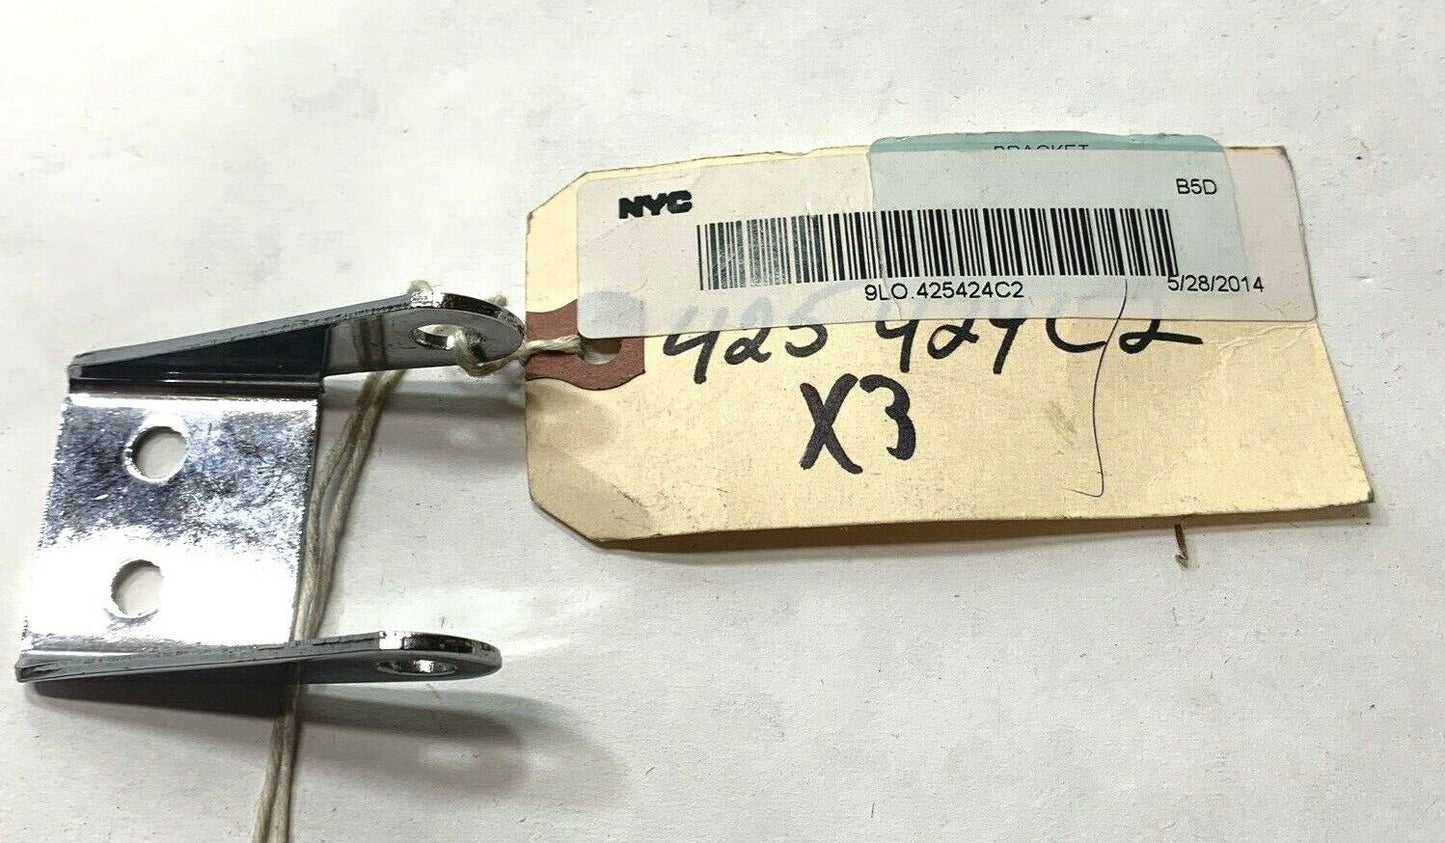 BRACKET
NYC
B5D
9LO.425424C2
5/28/2014
425 424C2
X3